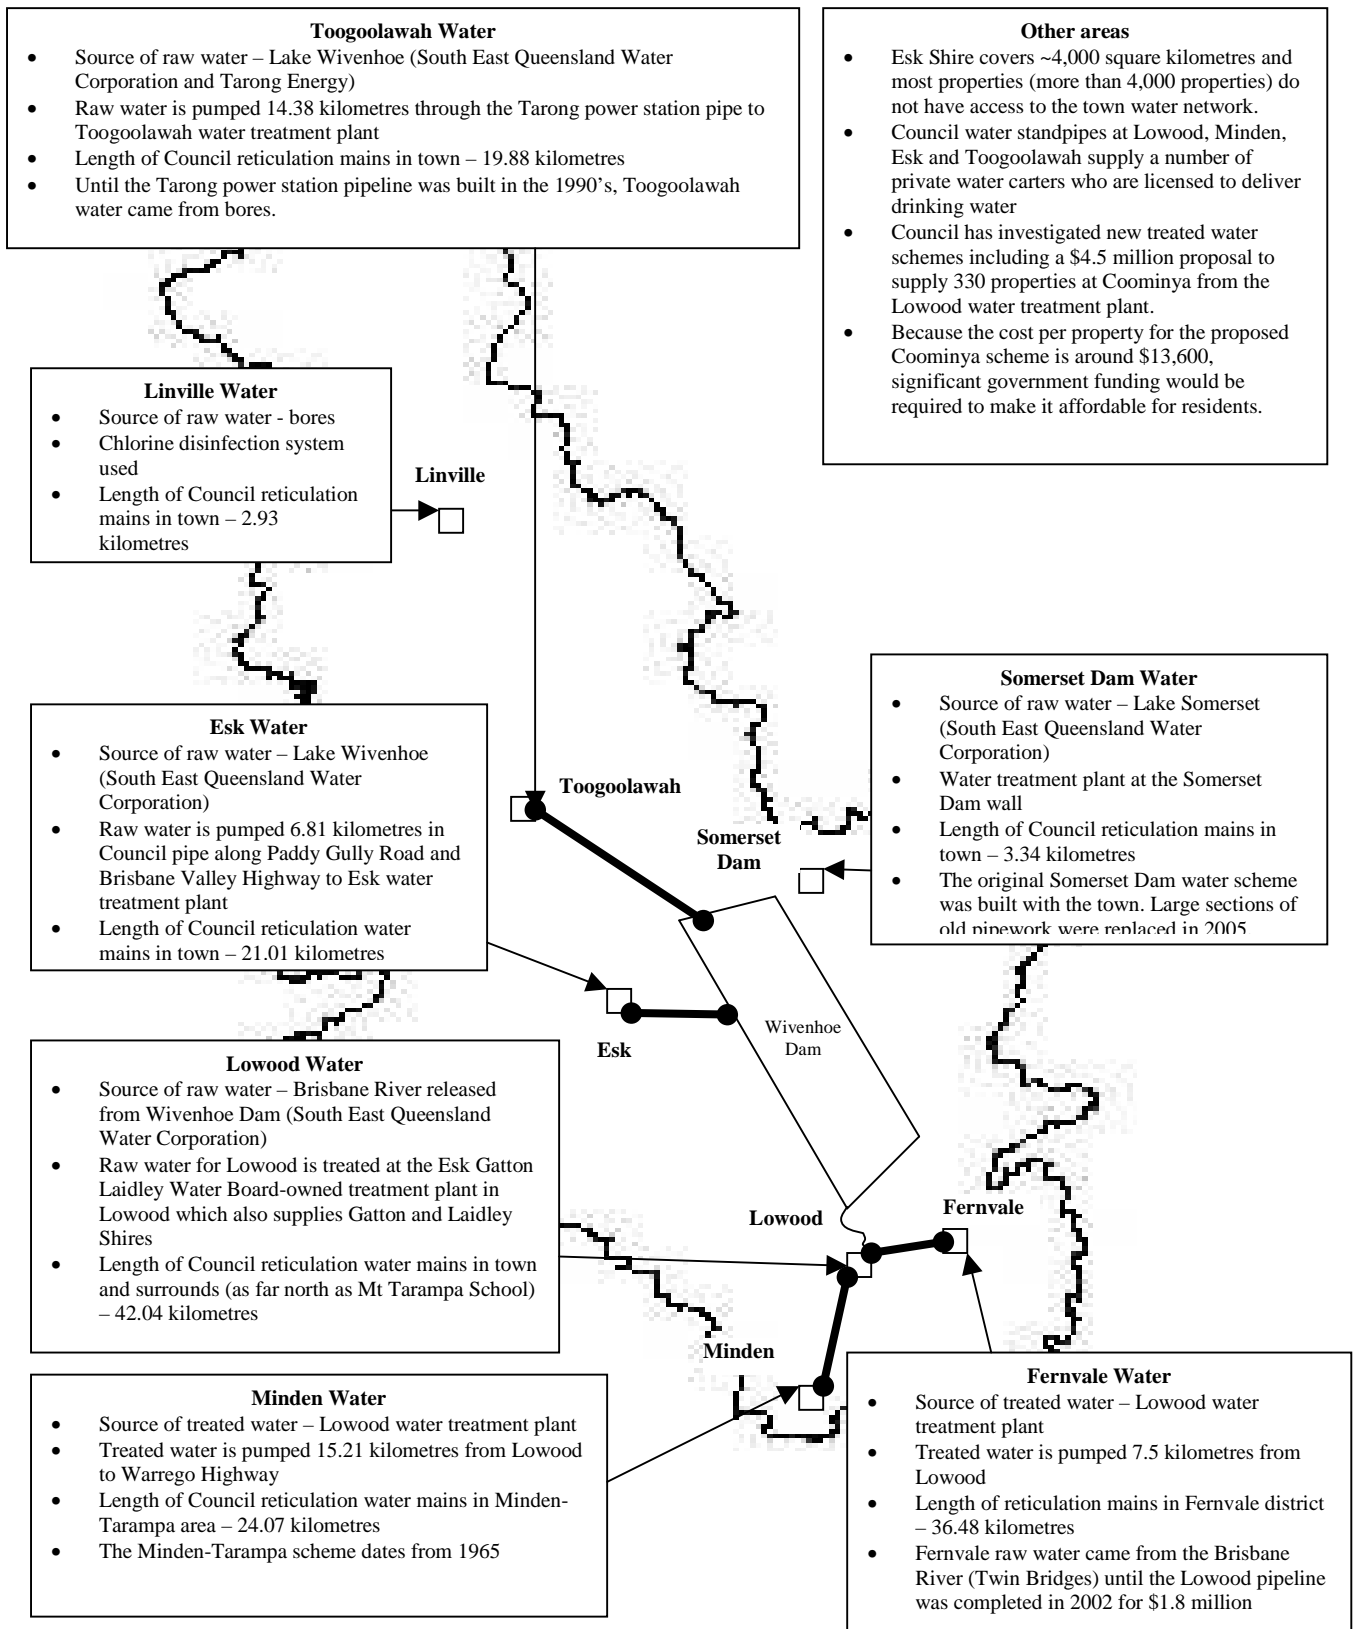 Toogoolawah Water
• Source of raw water – Lake Wivenhoe (South East Queensland Water
Corporation and Tarong Energy)
• Raw water is pumped 14.38 kilometres through the Tarong power station pipe to
Toogoolawah water treatment plant
• Length of Council reticulation mains in town – 19.88 kilometres
• Until the Tarong power station pipeline was built in the 1990's, Toogoolawah
water came from bores.
Other areas
• Esk Shire covers ~4,000 square kilometres and
most properties (more than 4,000 properties) do
not have access to the town water network.
• Council water standpipes at Lowood, Minden,
Esk and Toogoolawah supply a number of
private water carters who are licensed to deliver
drinking water
• Council has investigated new treated water
schemes including a $4.5 million proposal to
supply 330 properties at Coominya from the
Lowood water treatment plant.
• Because the cost per property for the proposed
Coominya scheme is around $13,600,
significant government funding would be
required to make it affordable for residents.
Linville Water
• Source of raw water - bores
• Chlorine disinfection system
used
• Length of Council reticulation
mains in town – 2.93
kilometres
Linville
Esk Water
• Source of raw water – Lake Wivenhoe
(South East Queensland Water
Corporation)
• Raw water is pumped 6.81 kilometres in
Council pipe along Paddy Gully Road and
Brisbane Valley Highway to Esk water
treatment plant
• Length of Council reticulation water
mains in town – 21.01 kilometres
Toogoolawah
Somerset
Dam
Somerset Dam Water
• Source of raw water – Lake Somerset
(South East Queensland Water
Corporation)
• Water treatment plant at the Somerset
Dam wall
• Length of Council reticulation mains in
town – 3.34 kilometres
• The original Somerset Dam water scheme
was built with the town. Large sections of
old pipework were replaced in 2005
Wivenhoe
Dam
Esk
Lowood Water
• Source of raw water – Brisbane River released
from Wivenhoe Dam (South East Queensland
Water Corporation)
• Raw water for Lowood is treated at the Esk Gatton
Laidley Water Board-owned treatment plant in
Lowood which also supplies Gatton and Laidley
Shires
• Length of Council reticulation water mains in town
and surrounds (as far north as Mt Tarampa School)
– 42.04 kilometres
Lowood
Fernvale
Minden
Minden Water
• Source of treated water – Lowood water treatment plant
• Treated water is pumped 15.21 kilometres from Lowood
to Warrego Highway
• Length of Council reticulation water mains in Minden-
Tarampa area – 24.07 kilometres
• The Minden-Tarampa scheme dates from 1965
Fernvale Water
• Source of treated water – Lowood water
treatment plant
• Treated water is pumped 7.5 kilometres from
Lowood
• Length of reticulation mains in Fernvale district
– 36.48 kilometres
• Fernvale raw water came from the Brisbane
River (Twin Bridges) until the Lowood pipeline
was completed in 2002 for $1.8 million